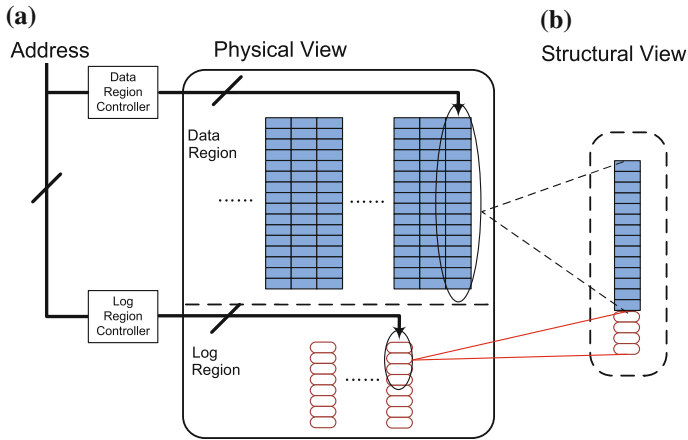 (a)
(b)
Address
Physical View
Structural View
Data
Region
Controller
Data
Region
......
......
Log
Region
Controller
Log
Region
......